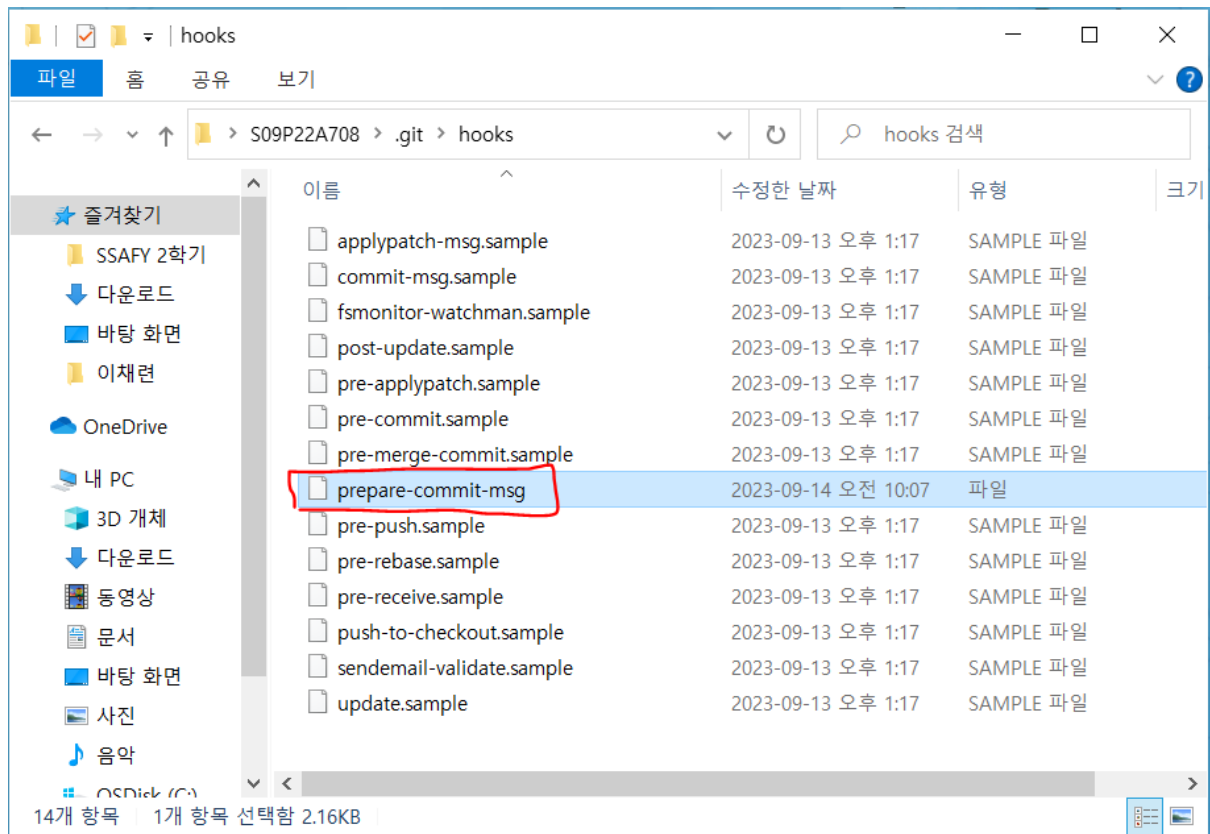 hooks
파일 홈 공유 보기
S09P22A708 > .git > hooks hooks 검색
이름 수정한 날짜 유형 크기
즐겨찾기
SSAFY 2학기
다운로드
바탕 화면
이채련
OneDrive
내 PC
3D 개체
다운로드
동영상
문서
바탕 화면
사진
음악
OSDisk (C:)
applypatch-msg.sample 2023-09-13 오후 1:17 SAMPLE 파일
commit-msg.sample 2023-09-13 오후 1:17 SAMPLE 파일
fsmonitor-watchman.sample 2023-09-13 오후 1:17 SAMPLE 파일
post-update.sample 2023-09-13 오후 1:17 SAMPLE 파일
pre-applypatch.sample 2023-09-13 오후 1:17 SAMPLE 파일
pre-commit.sample 2023-09-13 오후 1:17 SAMPLE 파일
pre-merge-commit.sample 2023-09-13 오후 1:17 SAMPLE 파일
prepare-commit-msg 2023-09-14 오전 10:07 파일
pre-push.sample 2023-09-13 오후 1:17 SAMPLE 파일
pre-rebase.sample 2023-09-13 오후 1:17 SAMPLE 파일
pre-receive.sample 2023-09-13 오후 1:17 SAMPLE 파일
push-to-checkout.sample 2023-09-13 오후 1:17 SAMPLE 파일
sendemail-validate.sample 2023-09-13 오후 1:17 SAMPLE 파일
update.sample 2023-09-13 오후 1:17 SAMPLE 파일
14개 항목 1개 항목 선택함 2.16KB